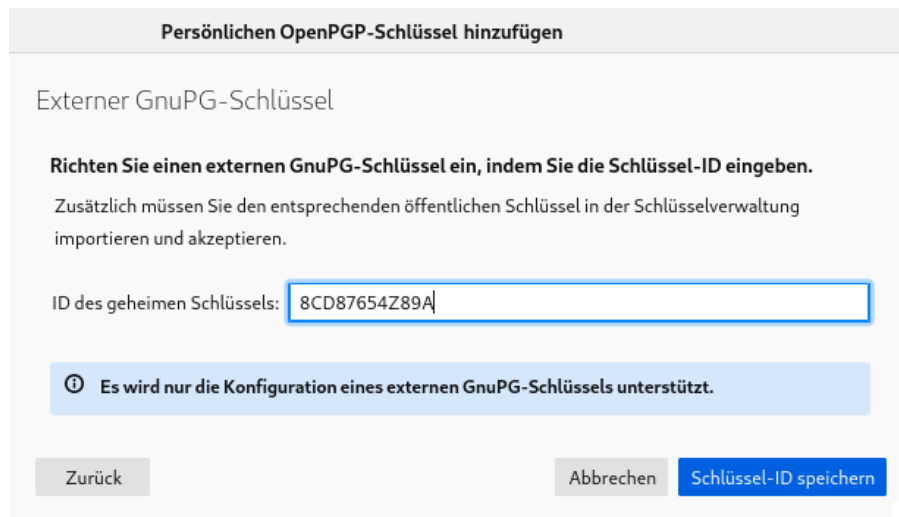 Persönlichen OpenPGP-Schlüssel hinzufügen
Externer GnuPG-Schlüssel
Richten Sie einen externen GnuPG-Schlüssel ein, indem Sie die Schlüssel-ID eingeben.
Zusätzlich müssen Sie den entsprechenden öffentlichen Schlüssel in der Schlüsselverwaltung
importieren und akzeptieren.
ID des geheimen Schlüssels: 8CD87654Z89A
Es wird nur die Konfiguration eines externen GnuPG-Schlüssels unterstützt.
Zurück Abbrechen Schlüssel-ID speichern